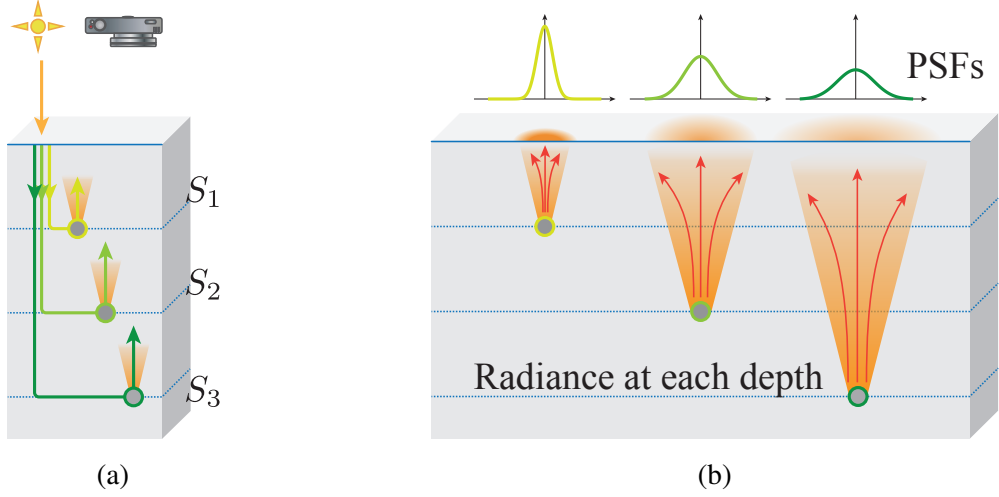 PSFs
S₁
S₂
S₃
Radiance at each depth
(a)
(b)